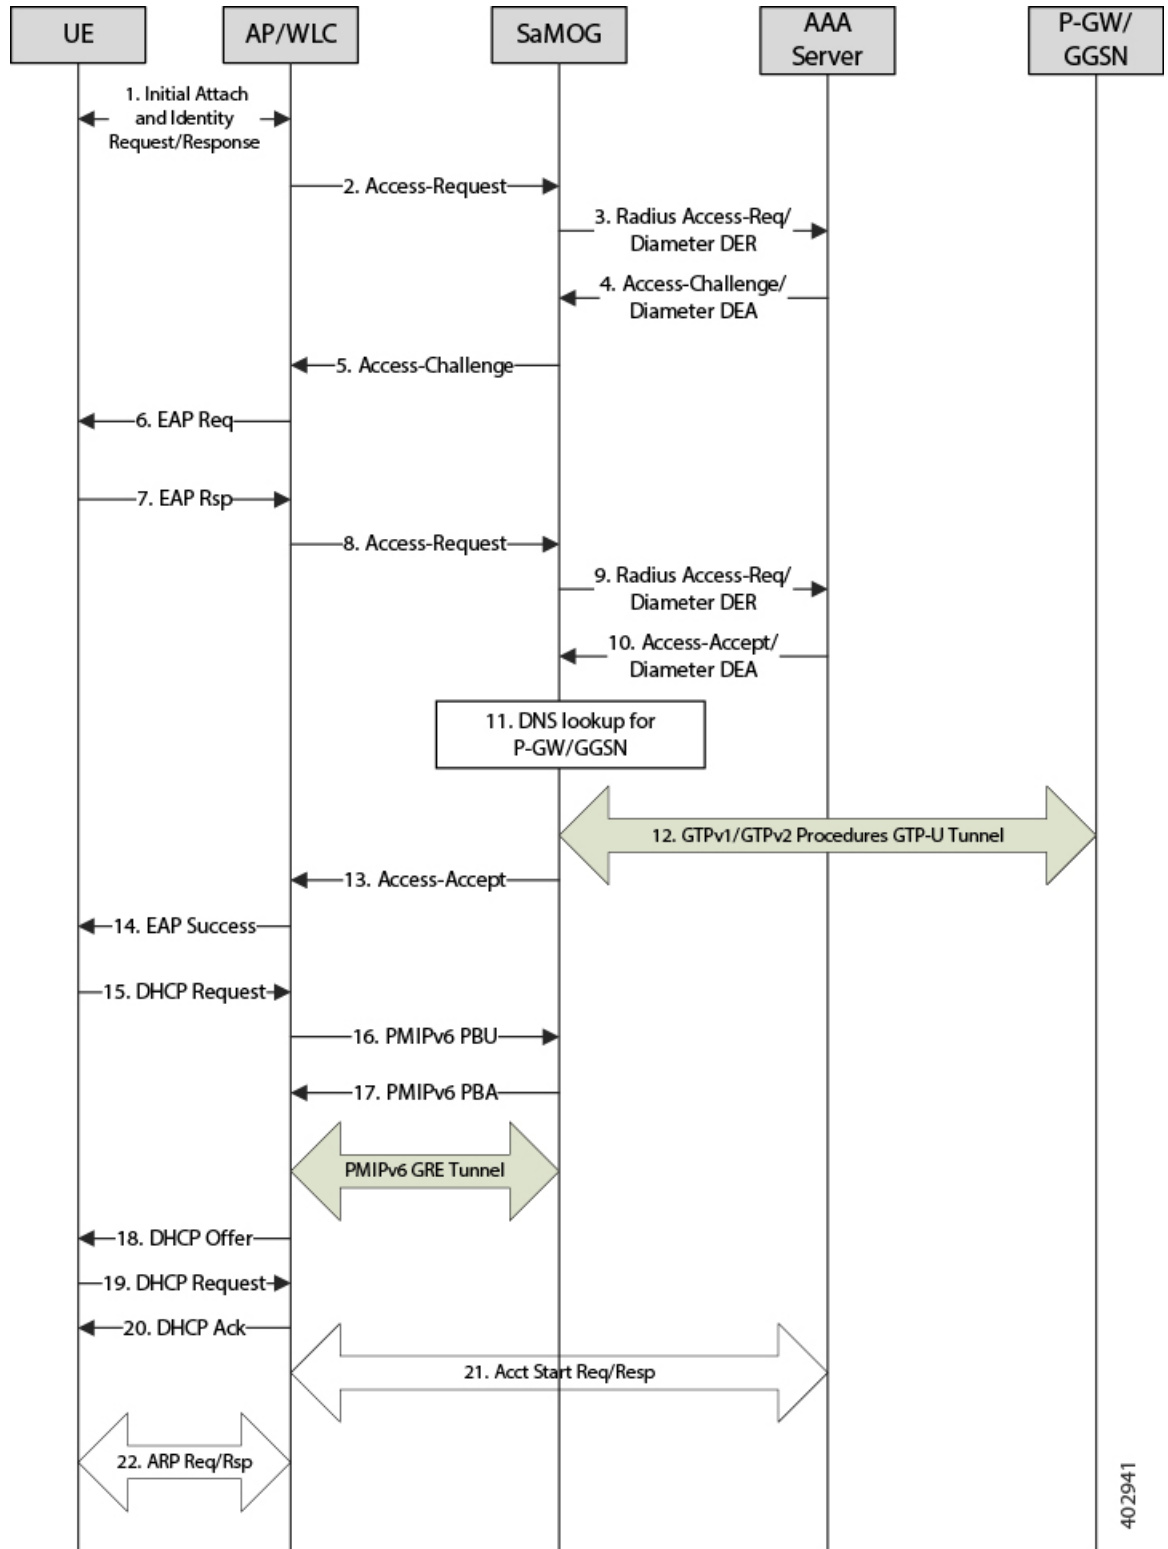 UE
AP/WLC
SaMOG
AAA
Server
P-GW/
GGSN
1. Initial Attach
and Identity
Request/Response
2. Access-Request
3. Radius Access-Req/
Diameter DER
4. Access-Challenge/
Diameter DEA
5. Access-Challenge
6. EAP Req
7. EAP Rsp
8. Access-Request
9. Radius Access-Req/
Diameter DER
10. Access-Accept/
Diameter DEA
11. DNS lookup for
P-GW/GGSN
12. GTPv1/GTPv2 Procedures GTP-U Tunnel
13. Access-Accept
14. EAP Success
15. DHCP Request
16. PMIPv6 PBU
17. PMIPv6 PBA
PMIPv6 GRE Tunnel
18. DHCP Offer
19. DHCP Request
20. DHCP Ack
21. Acct Start Req/Resp
22. ARP Req/Rsp
402941